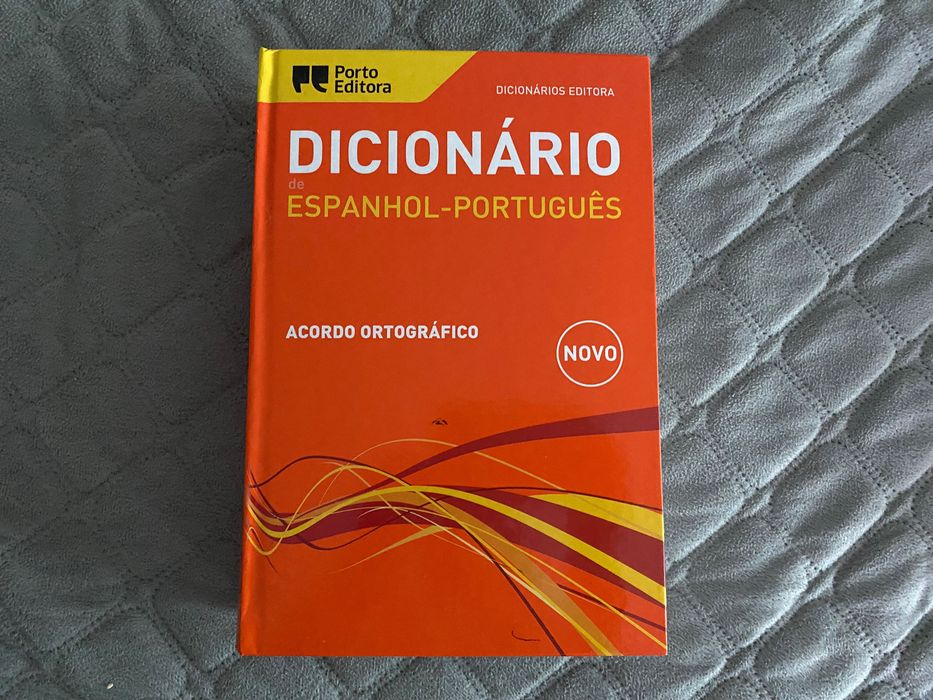 Porto
Editora
DICIONÁRIOS EDITORA
DICIONÁRIO
de
ESPANHOL-PORTUGUÊS
ACORDO ORTOGRÁFICO
NOVO